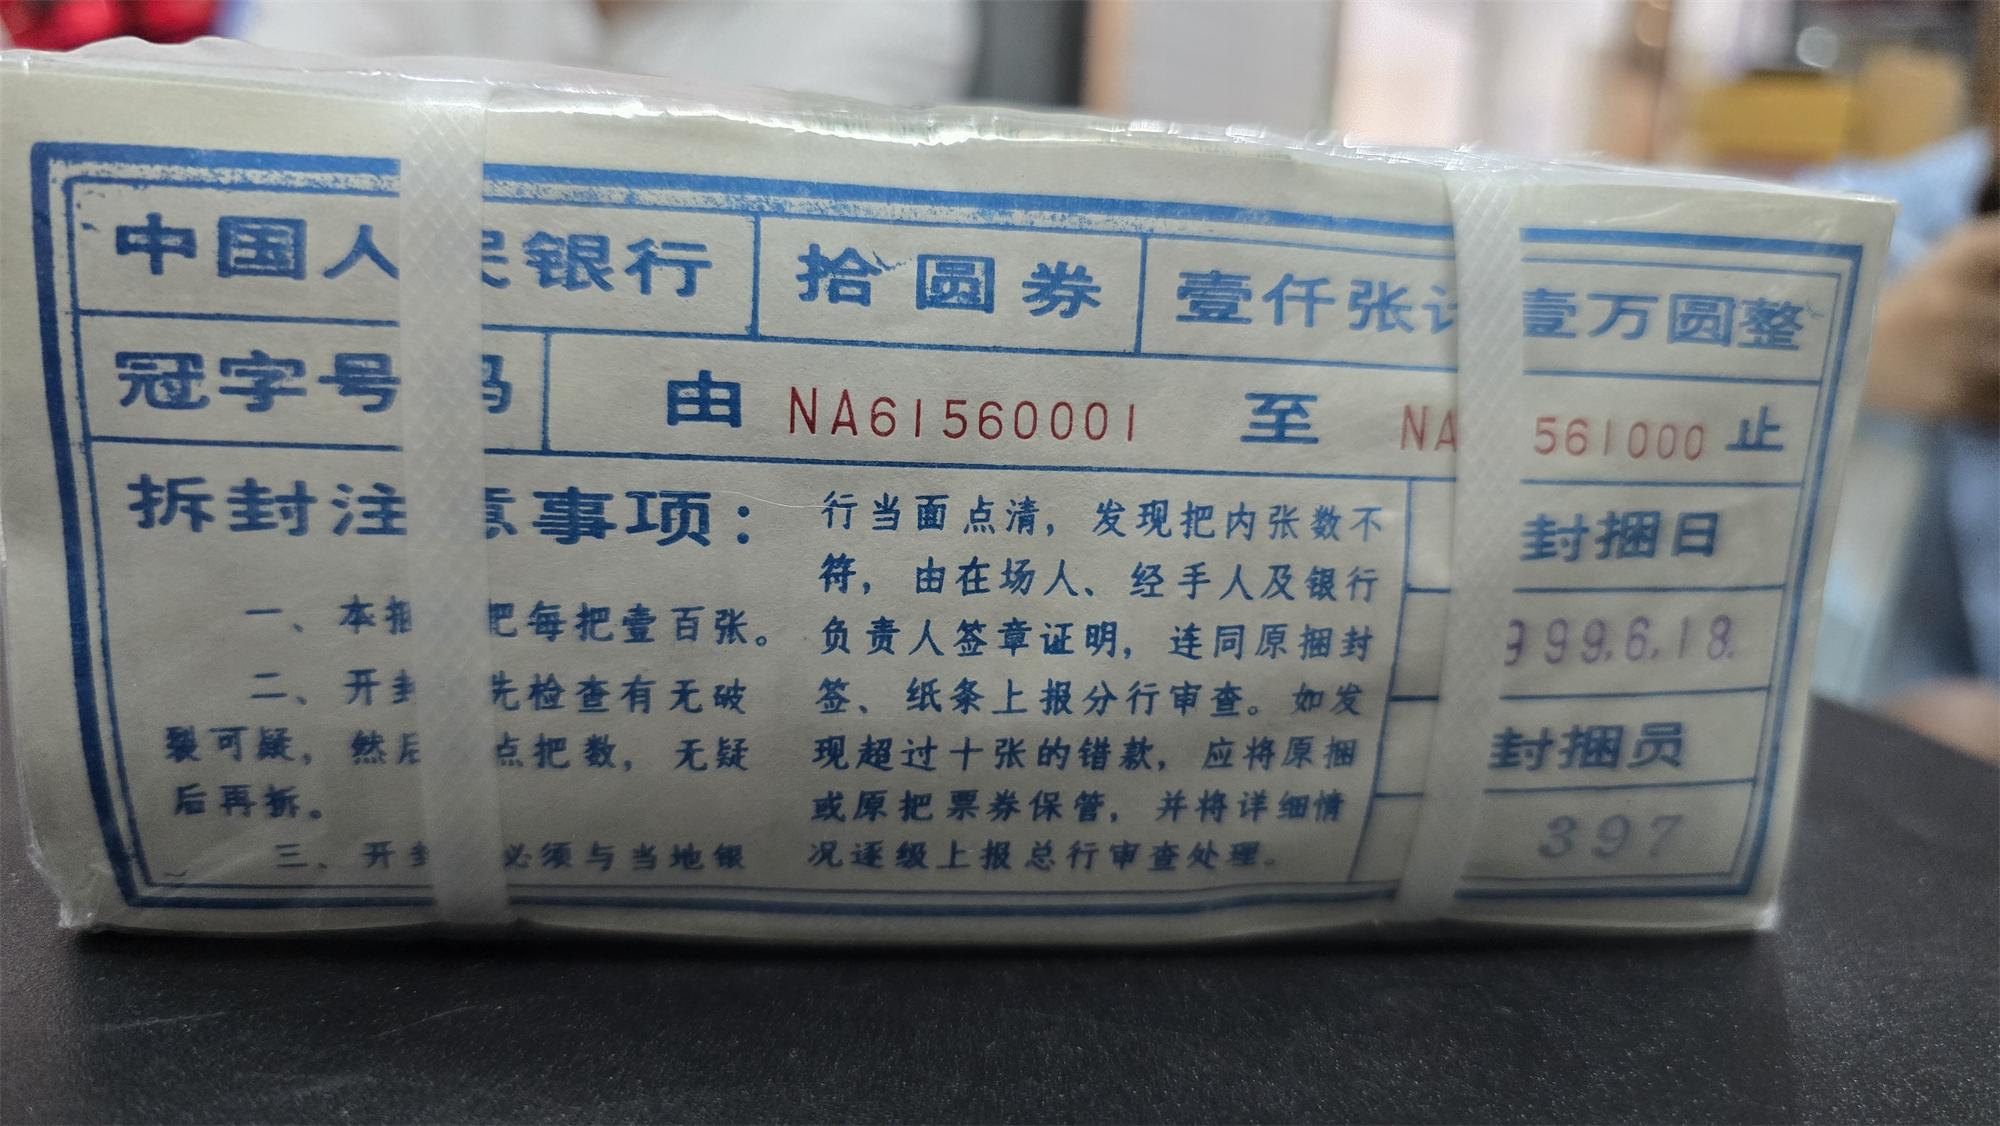 中国人民银行 拾圆券 壹仟张计壹万圆整
冠字号码 由 NA61560001 至 NA 561000 止
拆封注意事项：
一、本捆 把每把壹百张。
二、开封 先检查有无破
裂可疑，然后 点把数，无疑
后再拆。
三、开封 必须与当地银
行当面点清，发现把内张数不
符，由在场人、经手人及银行
负责人签章证明，连同原捆封
签、纸条上报分行审查。如发
现超过十张的错款，应将原捆
或原把票券保管，并将详细情
况逐级上报总行审查处理。
封捆日
999.6.18.
封捆员
397